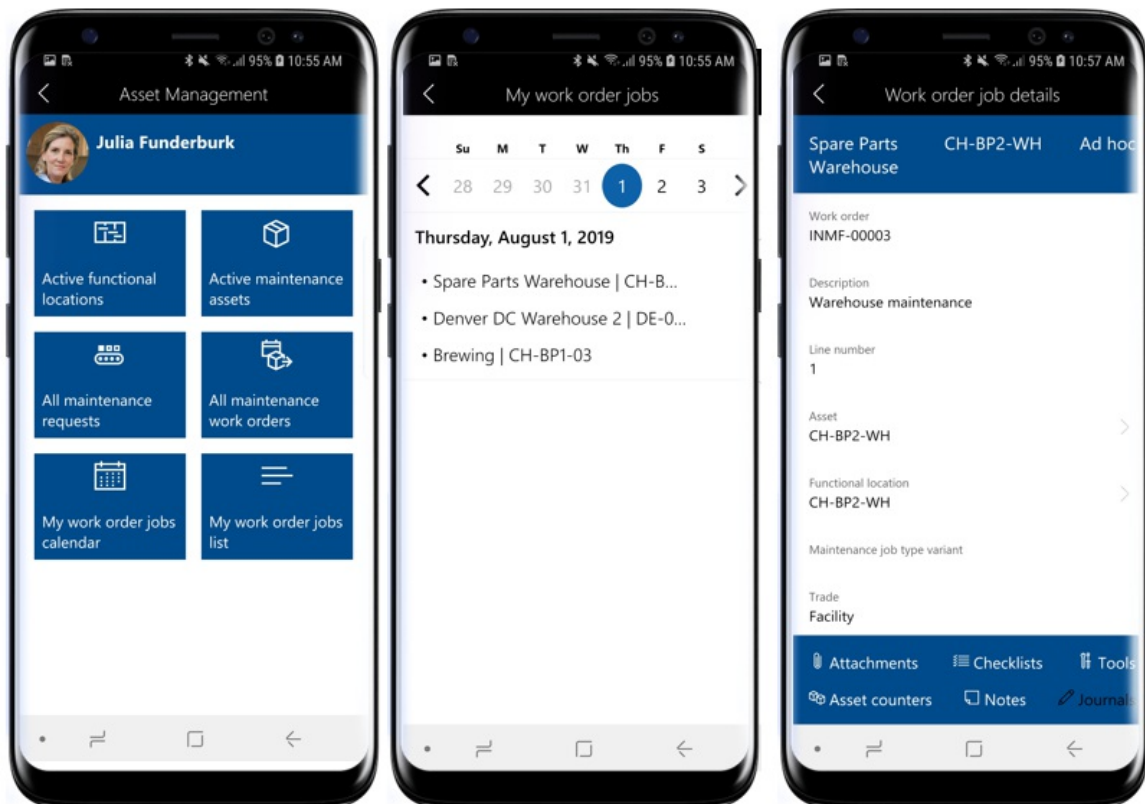 95% 10:55 AM
Asset Management
Julia Funderburk
Active functional
locations
Active maintenance
assets
All maintenance
requests
All maintenance
work orders
My work order jobs
calendar
My work order jobs
list
95% 10:55 AM
My work order jobs
Su M T W Th F S
28 29 30 31 1 2 3
Thursday, August 1, 2019
• Spare Parts Warehouse | CH-B...
• Denver DC Warehouse 2 | DE-0...
• Brewing | CH-BP1-03
95% 10:57 AM
Work order job details
Spare Parts
Warehouse
CH-BP2-WH
Ad hoc
Work order
INMF-00003
Description
Warehouse maintenance
Line number
1
Asset
CH-BP2-WH
Functional location
CH-BP2-WH
Maintenance job type variant
Trade
Facility
Attachments Checklists Tools
Asset counters Notes Journals